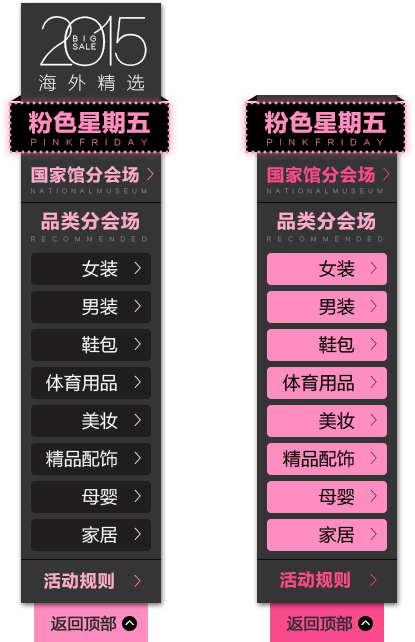 2015
BIG
SALE
海外精选
粉色星期五
PINKFRIDAY
国家馆分会场
NATIONALMUSEUM
品类分会场
RECOMMENDED
女装
男装
鞋包
体育用品
美妆
精品配饰
母婴
家居
活动规则
返回顶部
粉色星期五
PINKFRIDAY
国家馆分会场
NATIONALMUSEUM
品类分会场
RECOMMENDED
女装
男装
鞋包
体育用品
美妆
精品配饰
母婴
家居
活动规则
返回顶部